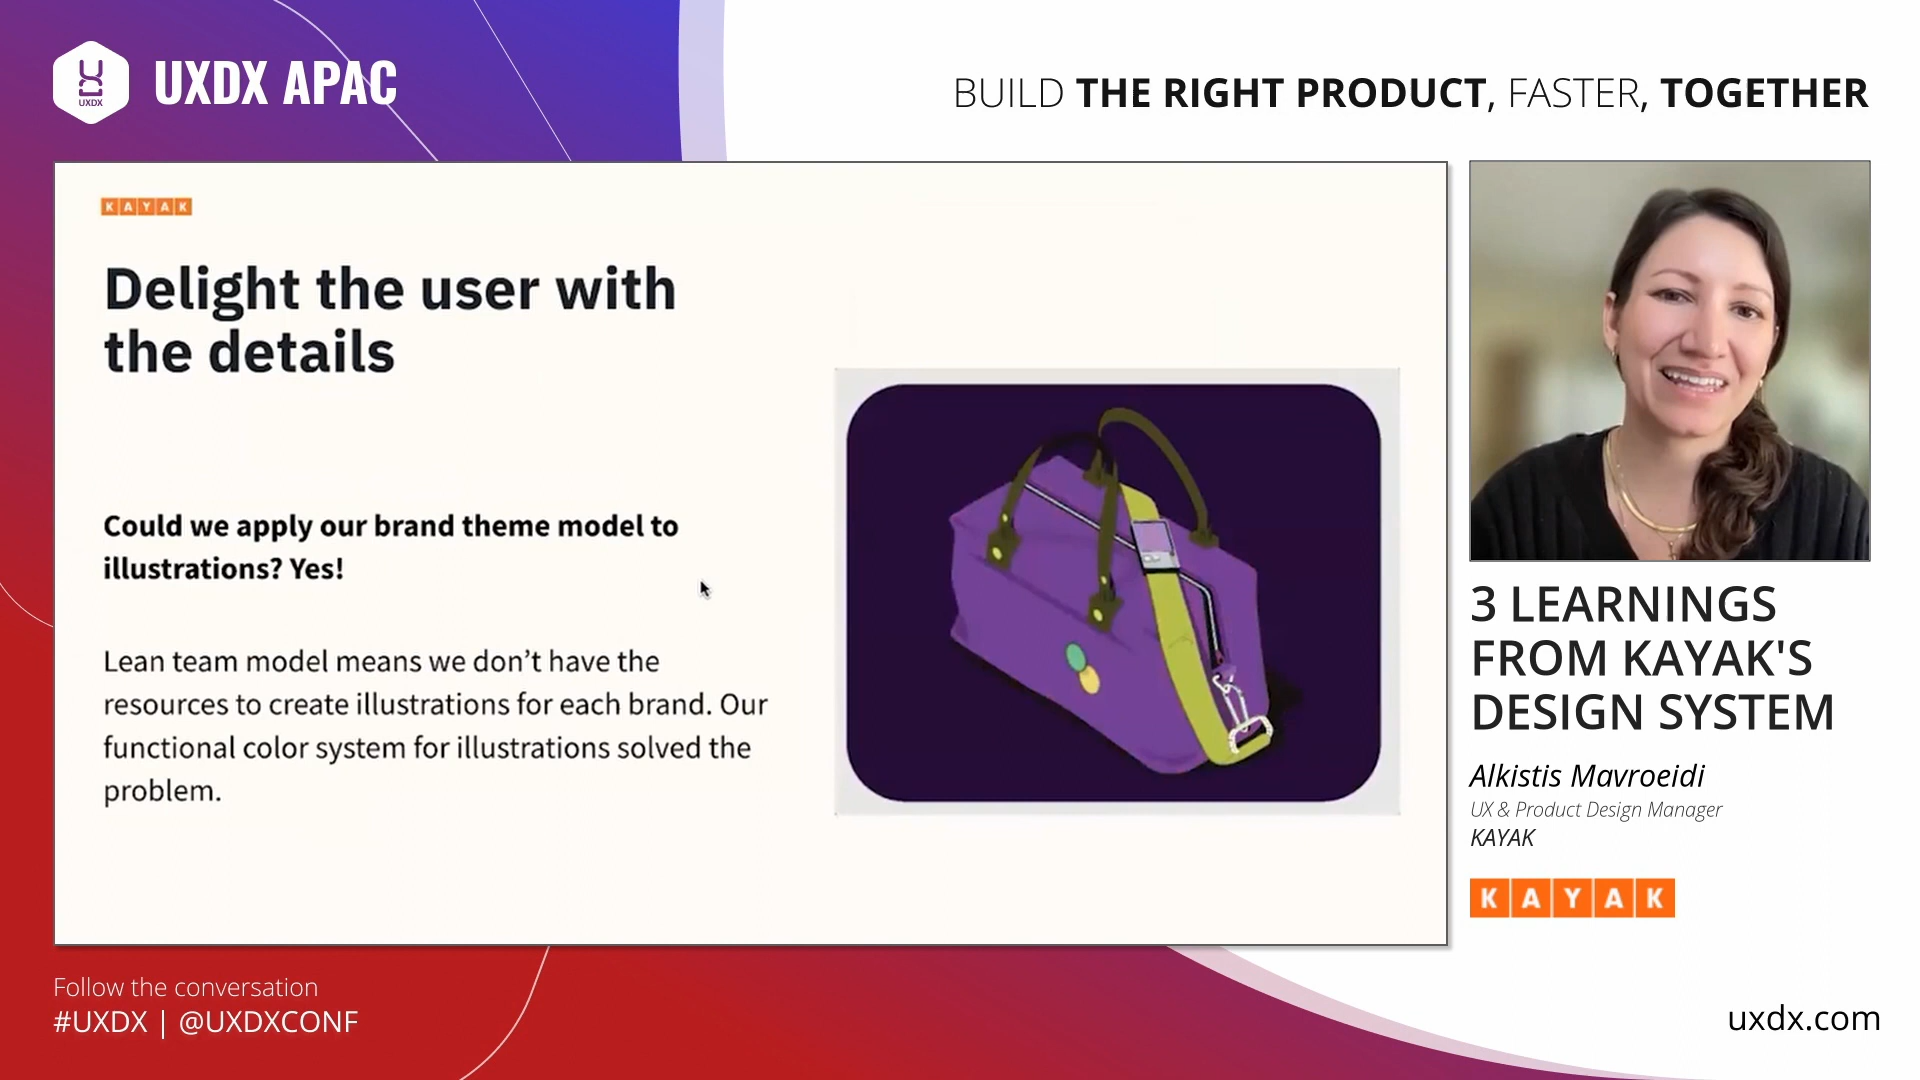 UXDX
UXDX APAC
BUILD THE RIGHT PRODUCT, FASTER, TOGETHER
KAYAK
Delight the user with
the details
Could we apply our brand theme model to
illustrations? Yes!
Lean team model means we don’t have the
resources to create illustrations for each brand. Our
functional color system for illustrations solved the
problem.
3 LEARNINGS
FROM KAYAK'S
DESIGN SYSTEM
Alkistis Mavroeidi
UX & Product Design Manager
KAYAK
KAYAK
Follow the conversation
#UXDX | @UXDXCONF
uxdx.com